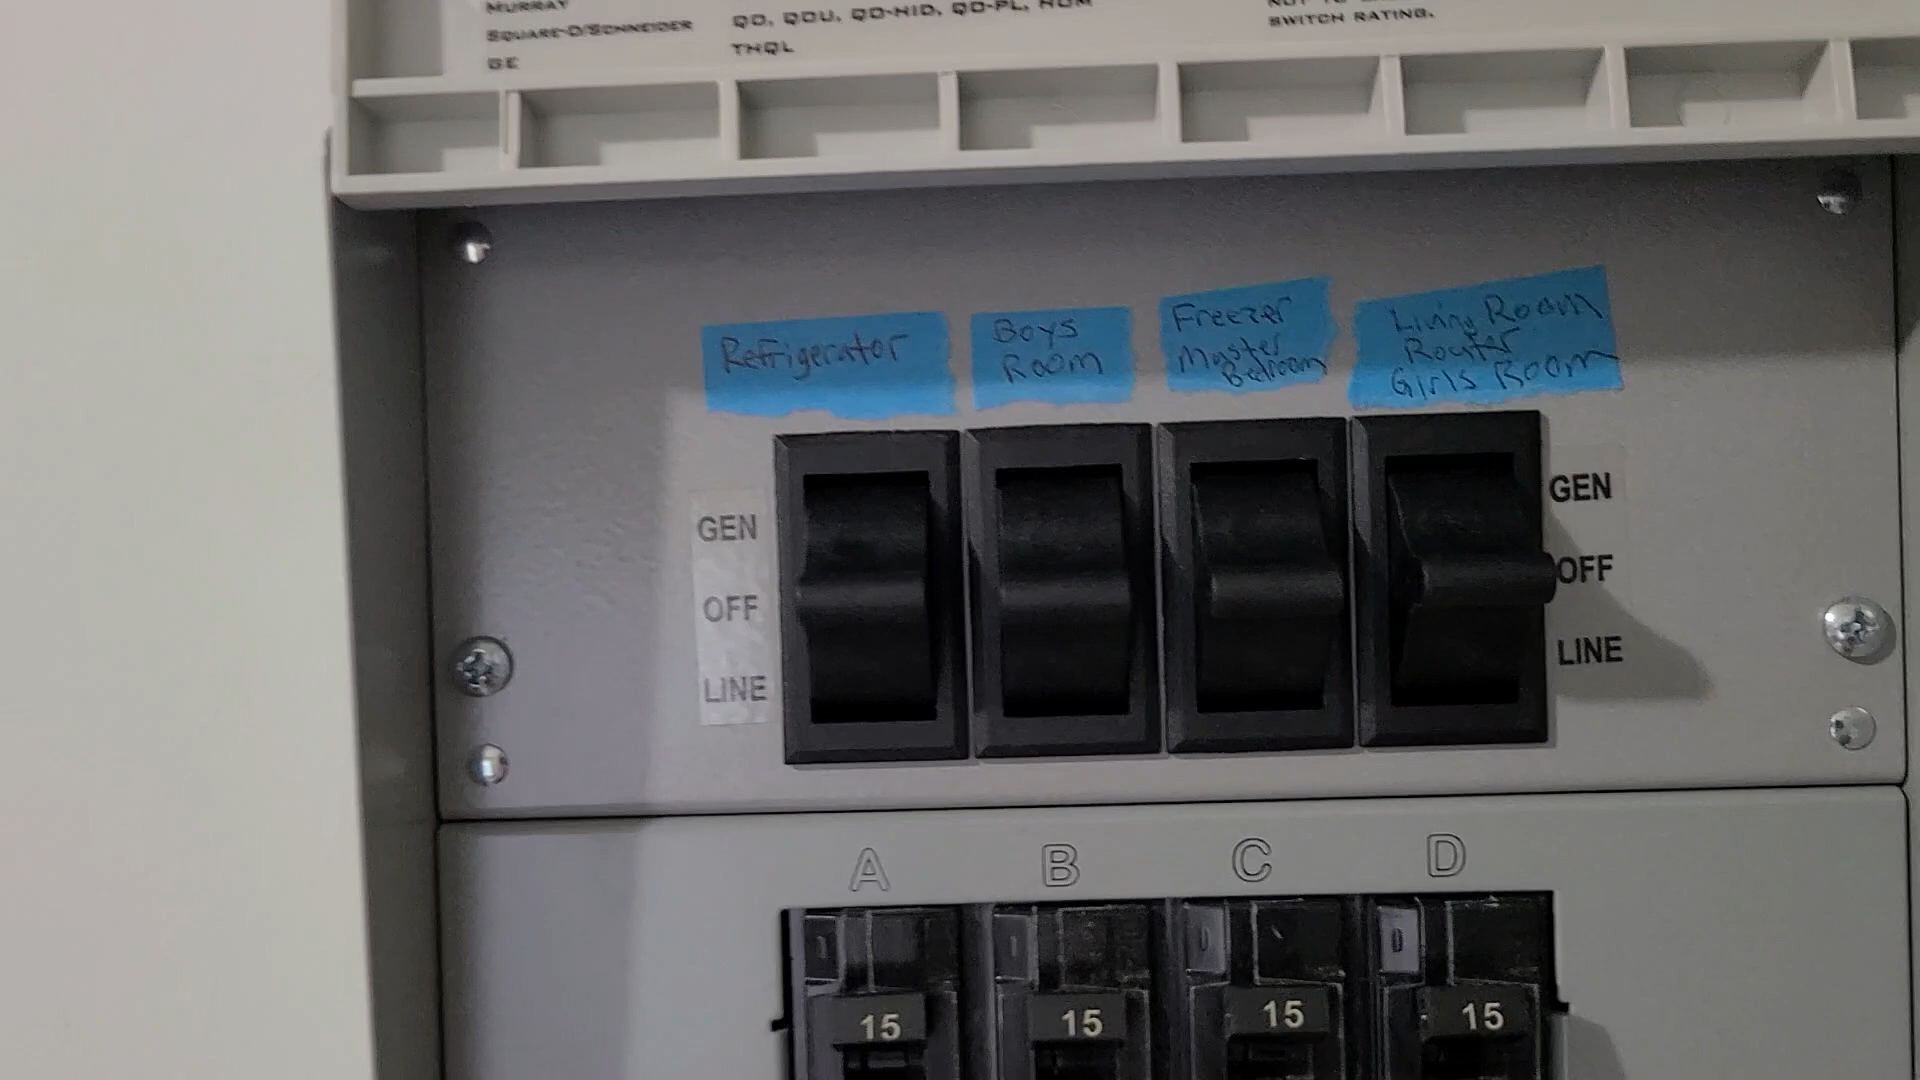 MURRAY
SQUARE-D/SCHNEIDER
GE
QO, QOU, QO-HID, QO-PL, HOM
THQL
SWITCH RATING.
Refrigerator
Boys
Room
Freezer
Master
Bedroom
Living Room
Router
Girls Room
GEN
OFF
LINE
GEN
OFF
LINE
A B C D
15 15 15 15